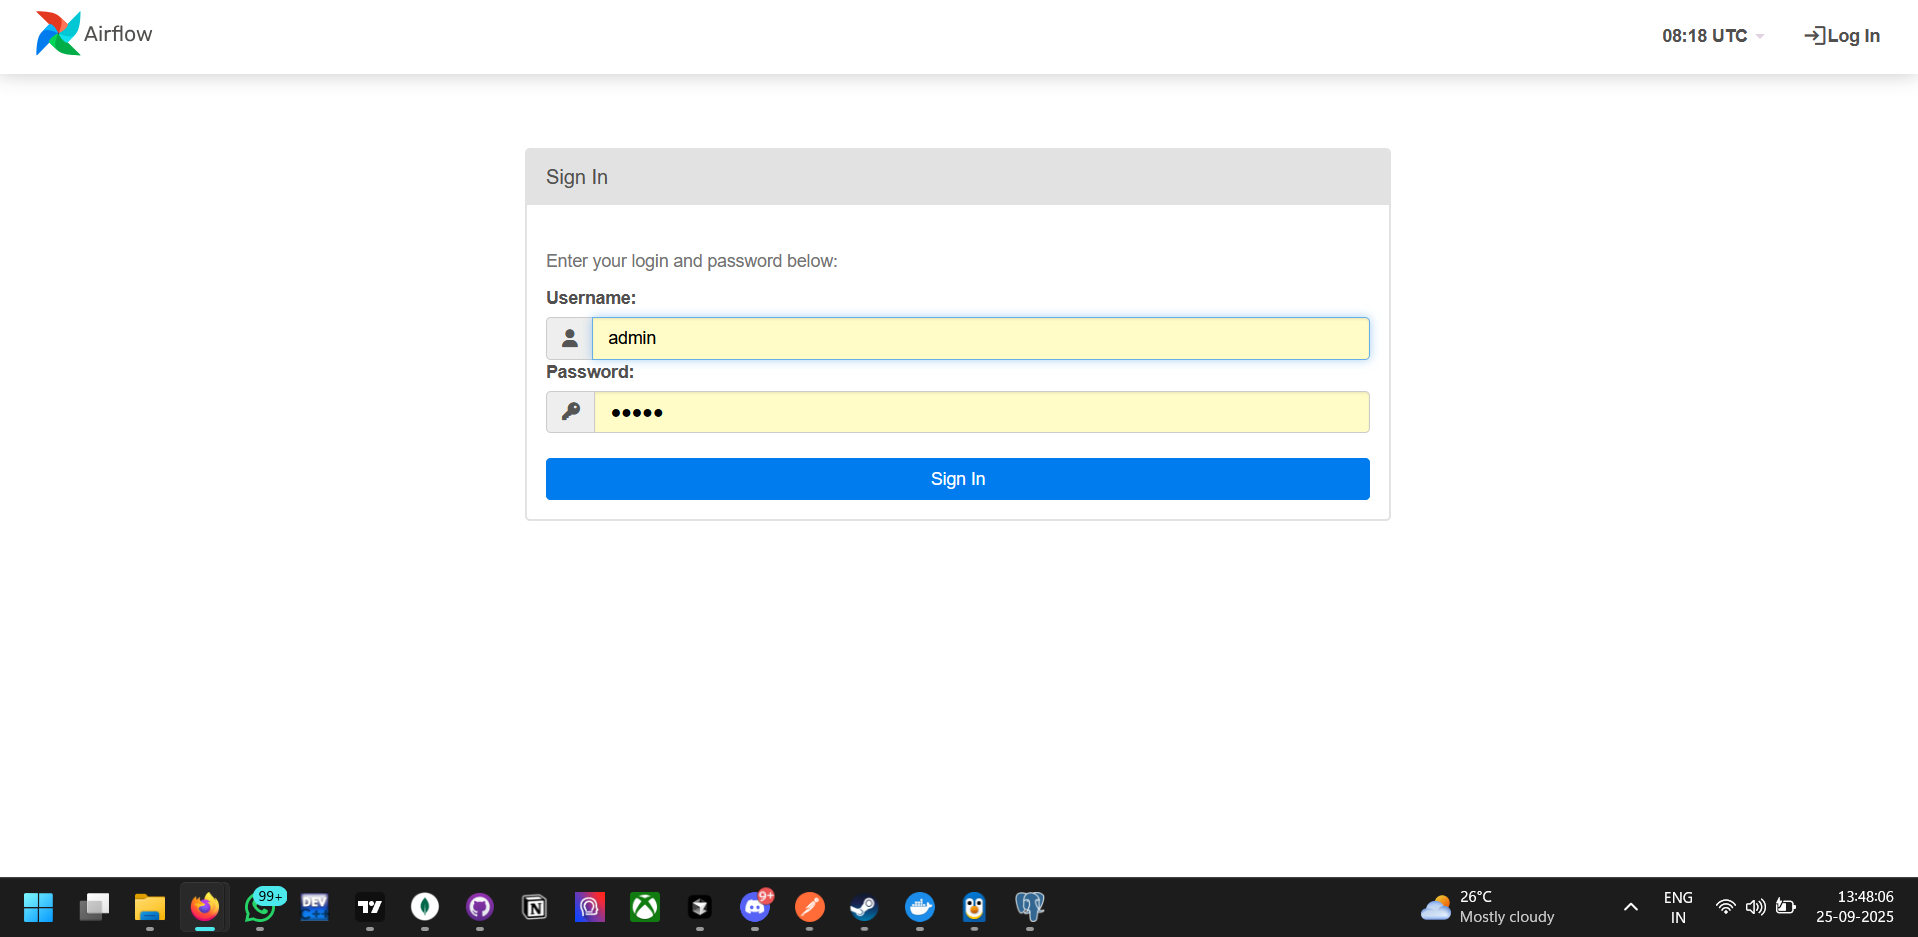 Airflow
08:18 UTC
Log In
Sign In
Enter your login and password below:
Username:
admin
Password:
●●●●●
Sign In
99+
DEV
C++
9+
26°C
Mostly cloudy
ENG
IN
13:48:06
25-09-2025